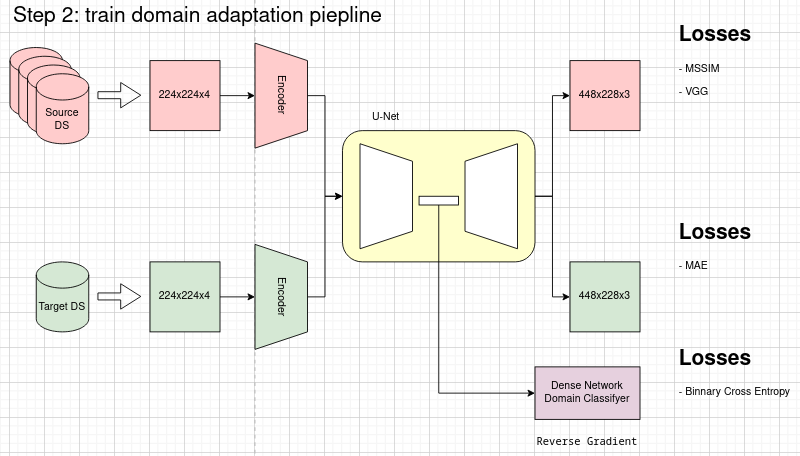 Step 2: train domain adaptation piepline
Source
DS
224x224x4
Encoder
U-Net
448x228x3
Losses
- MSSIM
- VGG
Target DS
224x224x4
Encoder
448x228x3
Losses
- MAE
Dense Network
Domain Classifyer
Reverse Gradient
Losses
- Binnary Cross Entropy